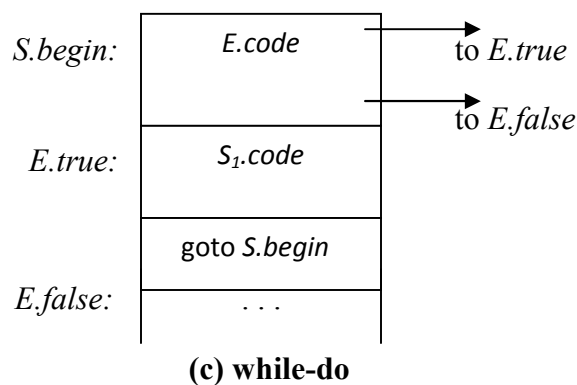 S.begin: E.code to E.true
to E.false
E.true: S₁.code
goto S.begin
E.false: . . .
(c) while-do